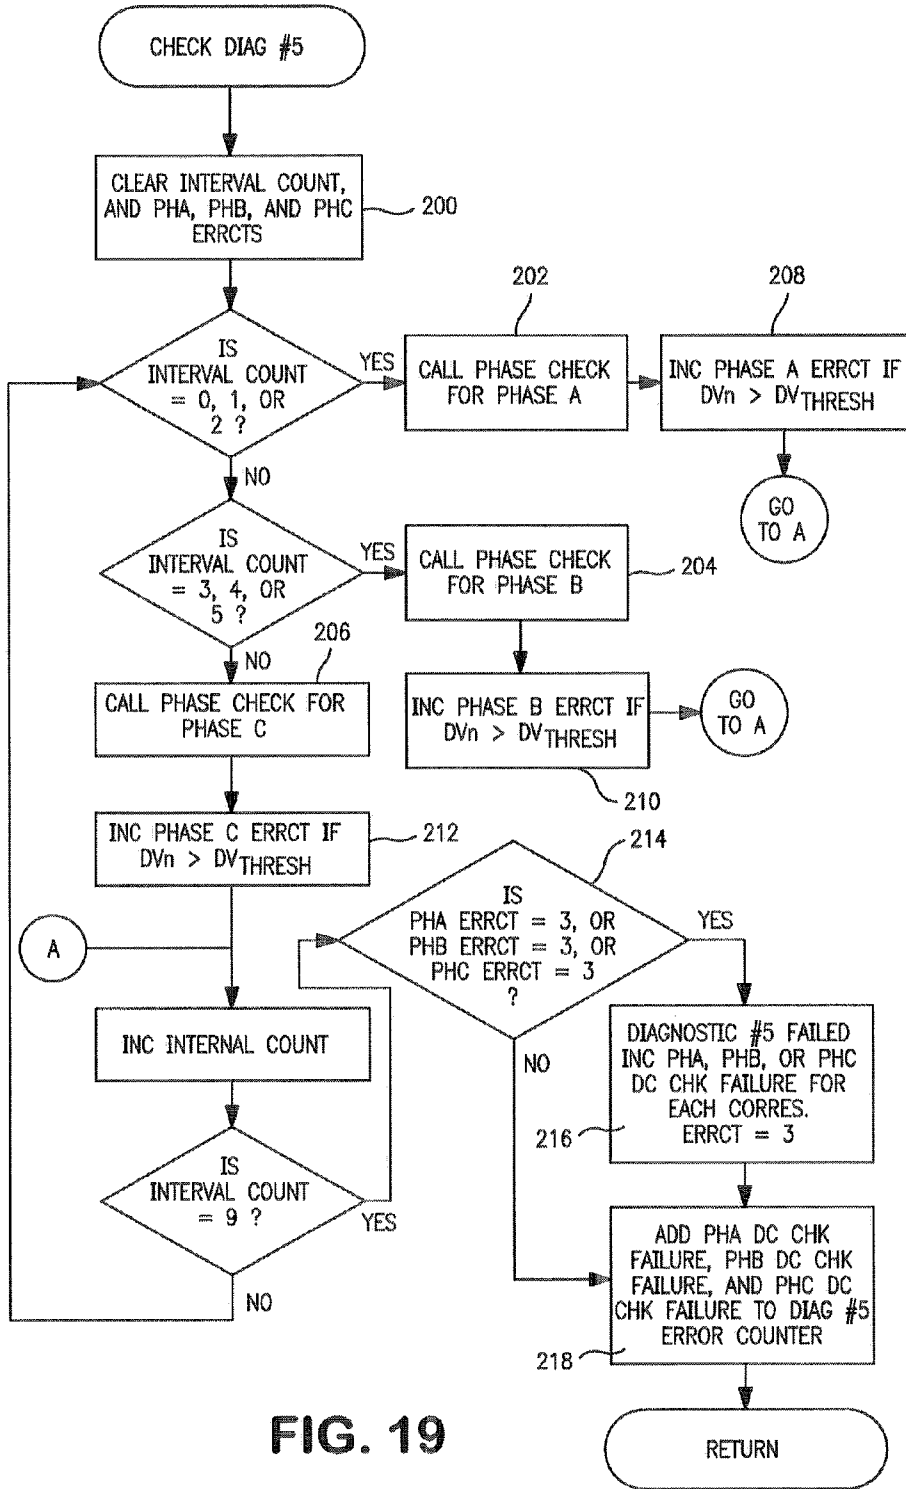 CHECK DIAG #5
CLEAR INTERVAL COUNT,
AND PHA, PHB, AND PHC
ERRCTS
200
IS
INTERVAL COUNT
= 0, 1, OR
2 ?
YES
202
CALL PHASE CHECK
FOR PHASE A
208
INC PHASE A ERRCT IF
DVn > DVTHRESH
GO
TO A
NO
IS
INTERVAL COUNT
= 3, 4, OR
5 ?
YES
CALL PHASE CHECK
FOR PHASE B
204
NO
206
CALL PHASE CHECK FOR
PHASE C
INC PHASE B ERRCT IF
DVn > DVTHRESH
210
GO
TO A
INC PHASE C ERRCT IF
DVn > DVTHRESH
212
A
INC INTERNAL COUNT
IS
INTERVAL COUNT
= 9 ?
YES
NO
214
IS
PHA ERRCT = 3, OR
PHB ERRCT = 3, OR
PHC ERRCT = 3
?
YES
NO
DIAGNOSTIC #5 FAILED
INC PHA, PHB, OR PHC
DC CHK FAILURE FOR
EACH CORRES.
ERRCT = 3
216
ADD PHA DC CHK
FAILURE, PHB DC CHK
FAILURE, AND PHC DC
CHK FAILURE TO DIAG #5
ERROR COUNTER
218
RETURN
FIG. 19